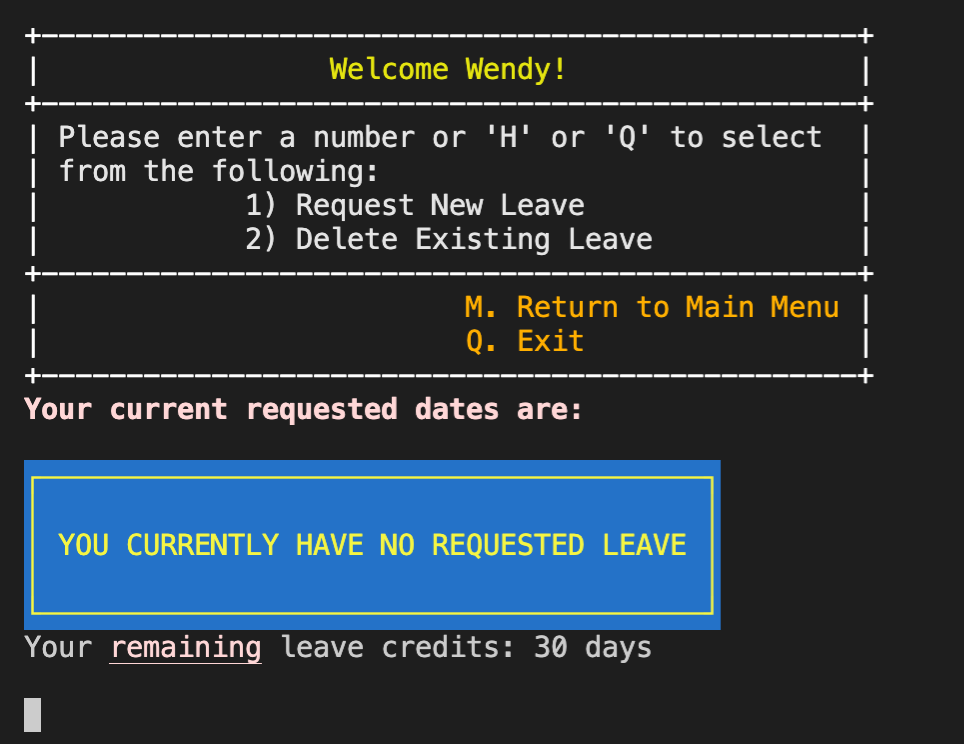 Welcome Wendy!
Please enter a number or 'H' or 'Q' to select
from the following:
1) Request New Leave
2) Delete Existing Leave
M. Return to Main Menu
Q. Exit
Your current requested dates are:
YOU CURRENTLY HAVE NO REQUESTED LEAVE
Your remaining leave credits: 30 days